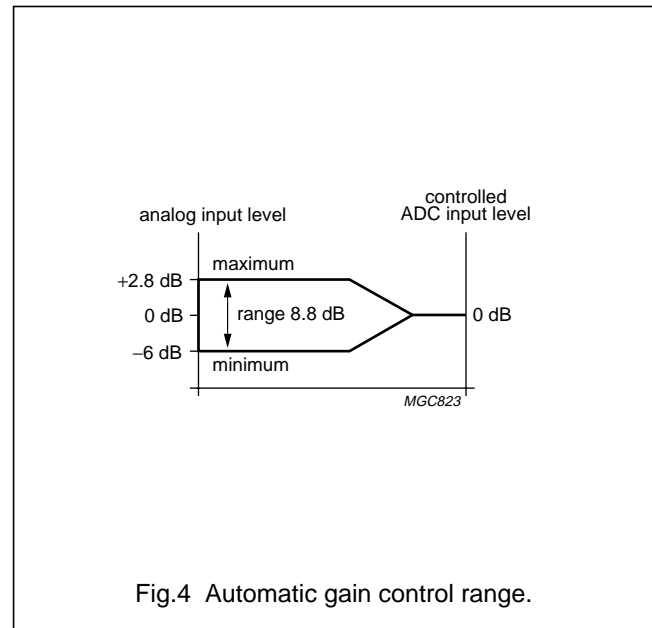 controlled
analog input level
ADC input level
+2.8 dB
maximum
0 dB
range 8.8 dB
0 dB
−6 dB
minimum
MGC823
Fig.4 Automatic gain control range.